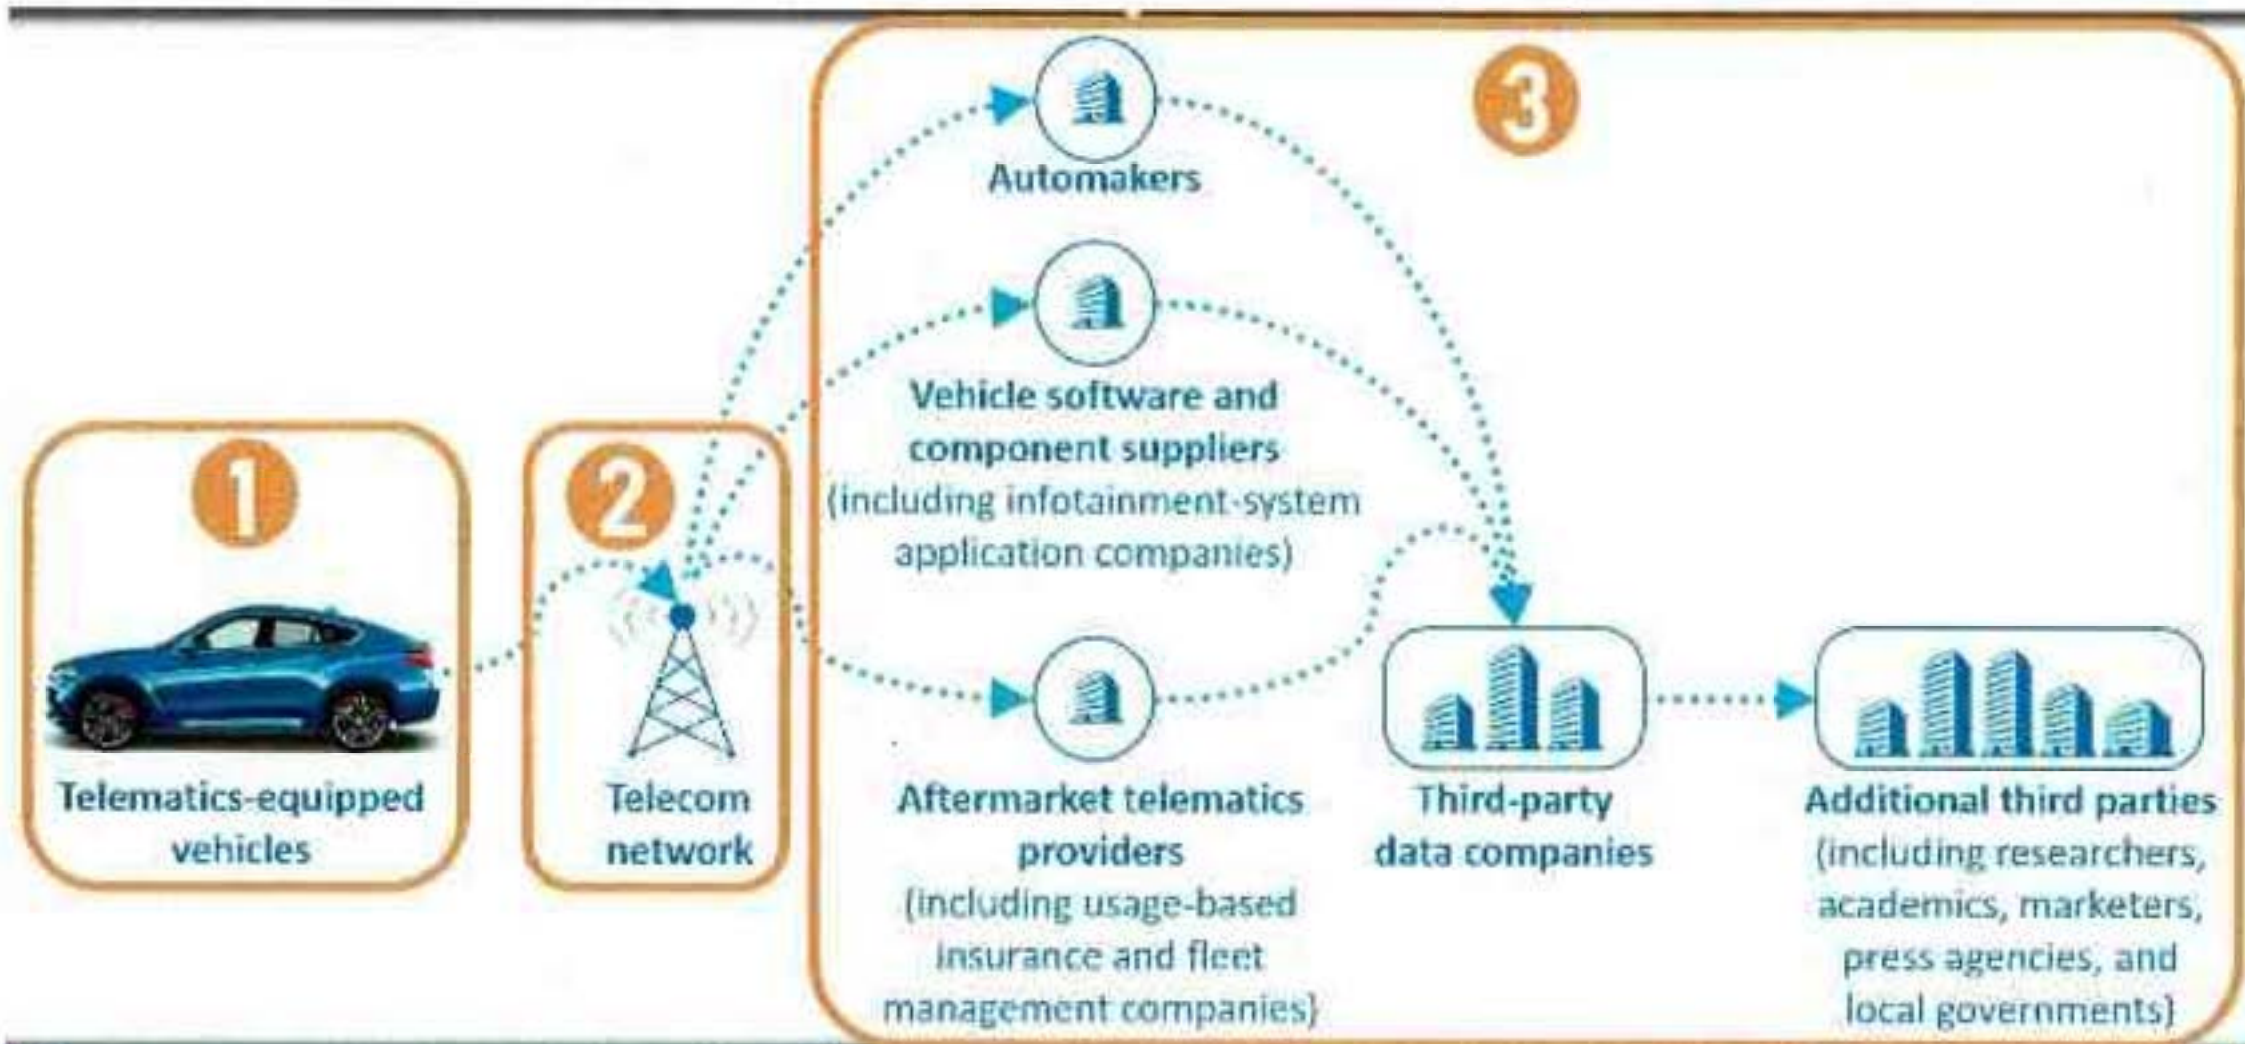 1
Telematics-equipped
vehicles
2
Telecom
network
3
Automakers
Vehicle software and
component suppliers
(including infotainment-system
application companies)
Aftermarket telematics
providers
(including usage-based
insurance and fleet
management companies)
Third-party
data companies
Additional third parties
(including researchers,
academics, marketers,
press agencies, and
local governments)